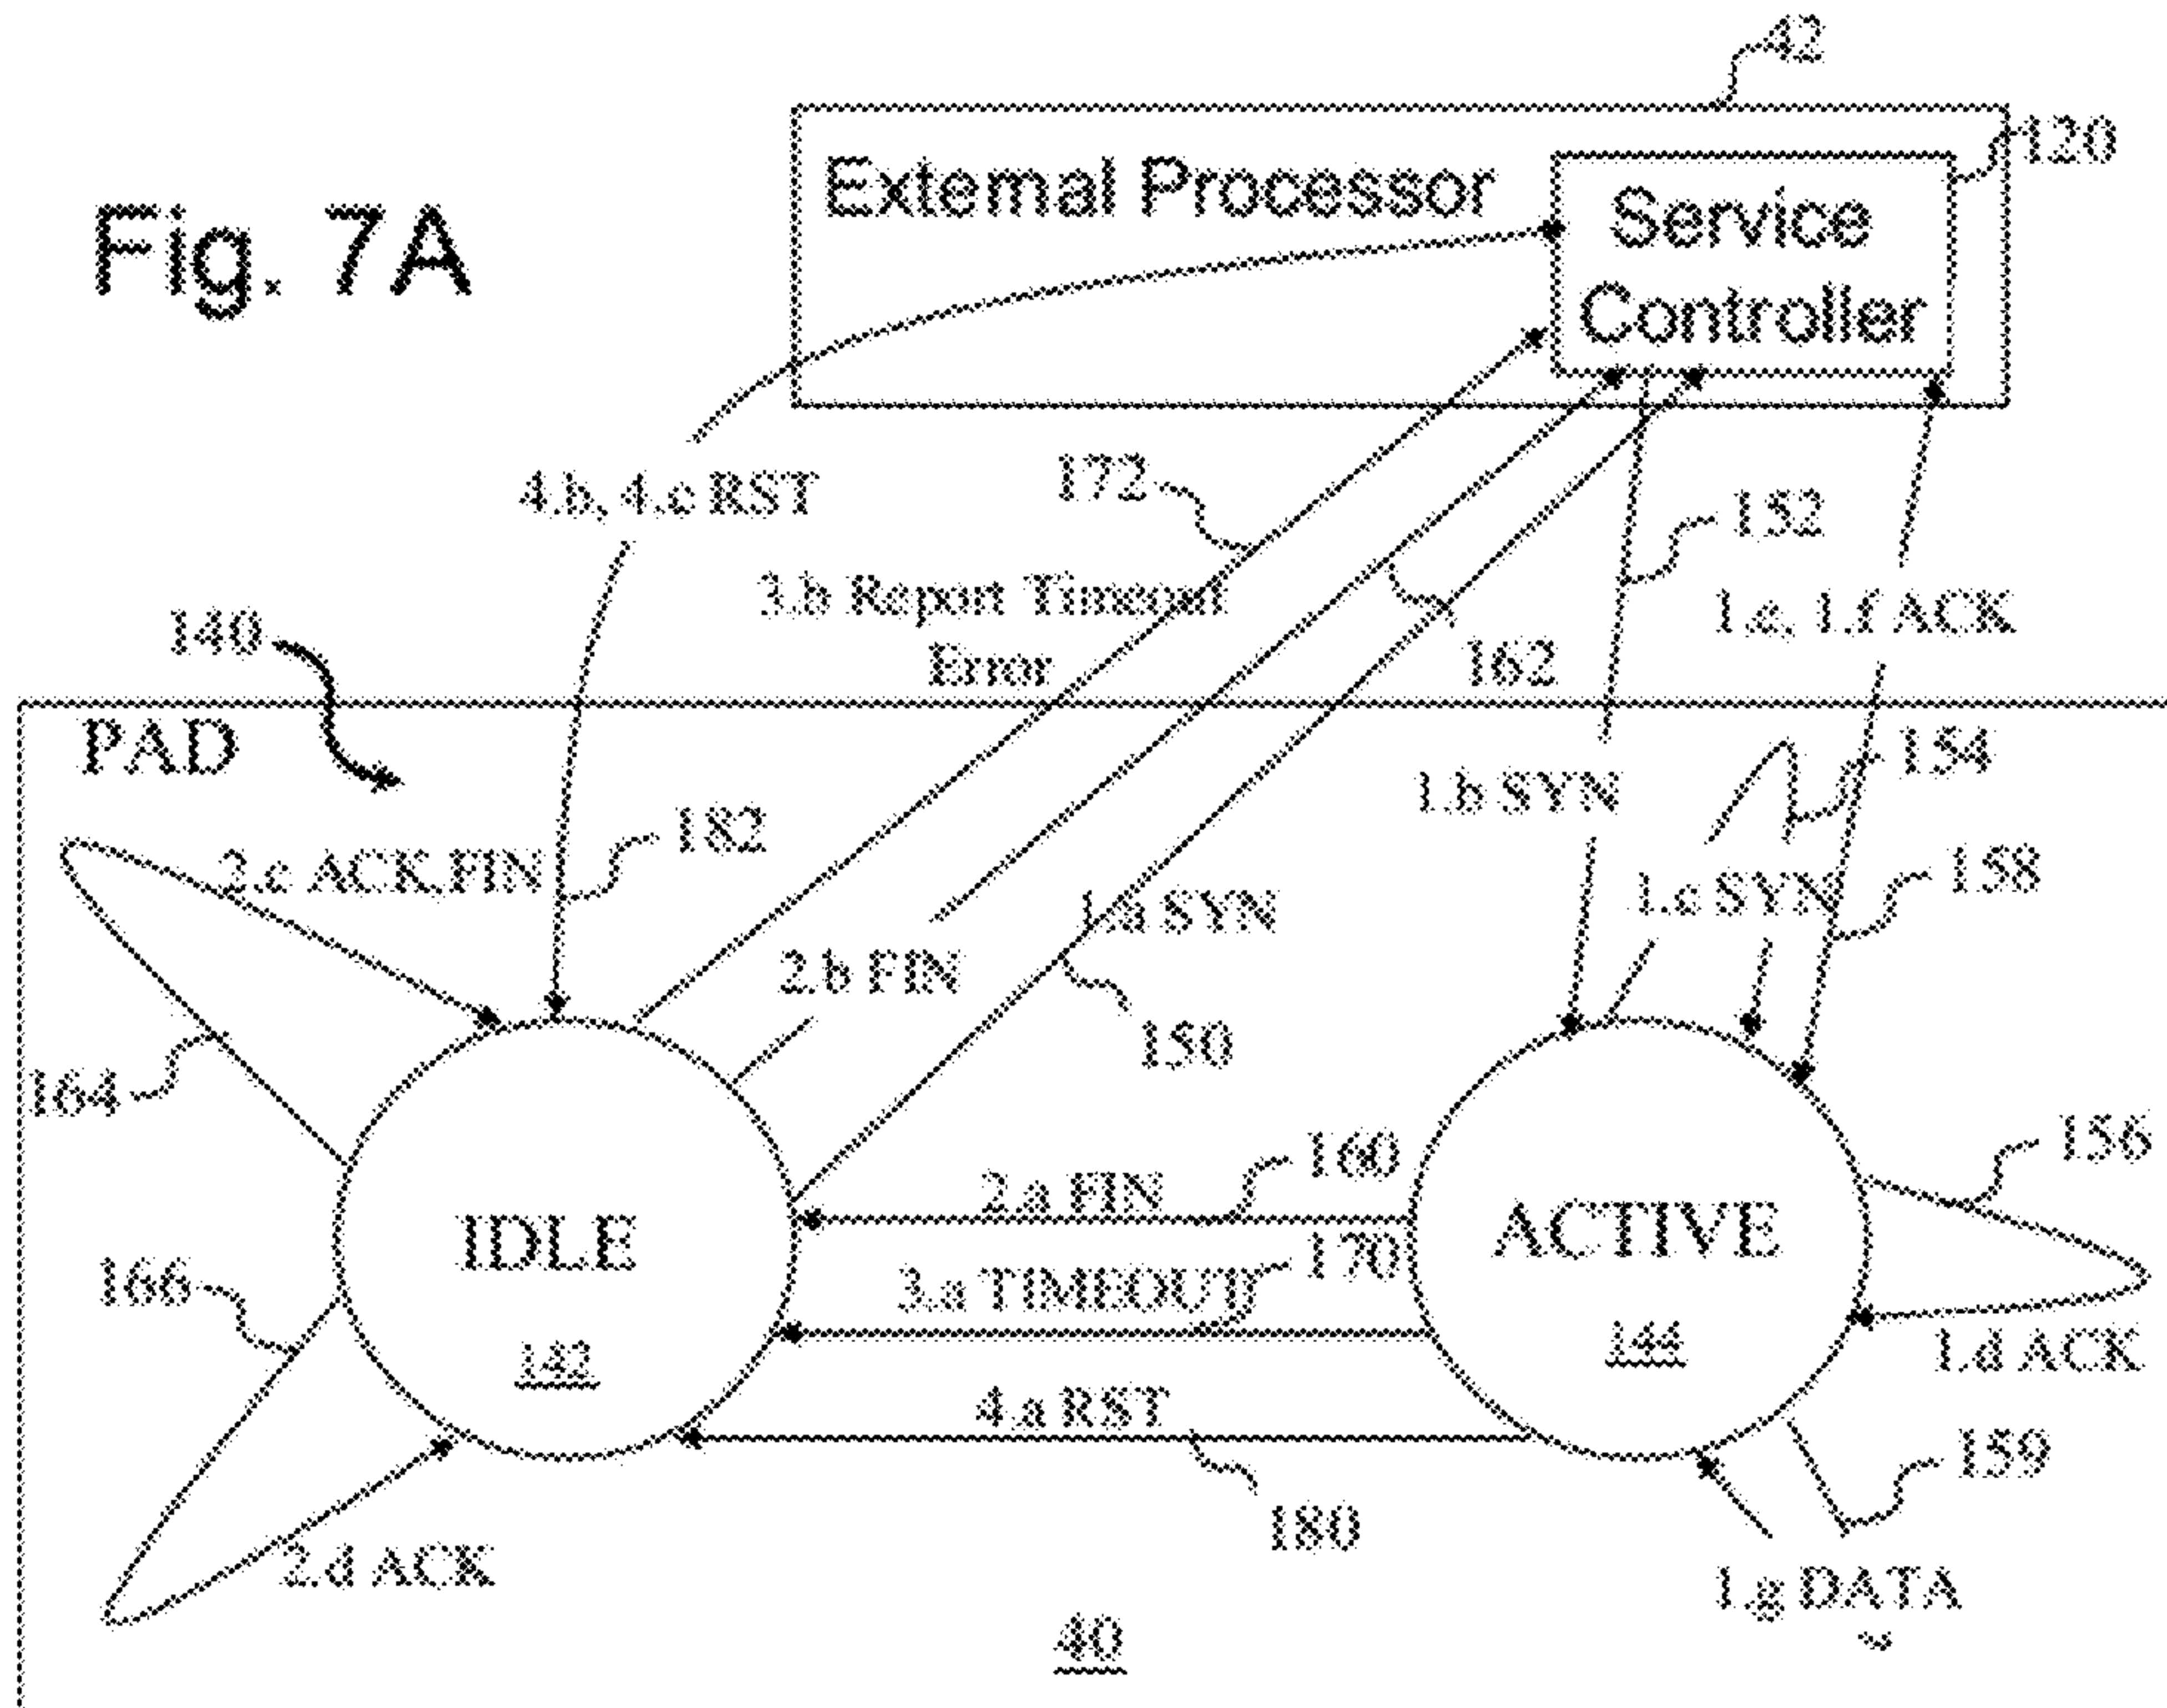 42
120
External Processor
Service
Controller
Fig. 7A
4.b, 4.c RST
172
152
3.b Report Timeout
Error
1.e, 1.f ACK
140
162
PAD
154
1.b SYN
182
2.c ACK,FIN
1.a SYN
1.c SYN
158
2.b FIN
150
164
156
160
2.a FIN
IDLE
ACTIVE
166
3.a TIMEOUT
170
142
144
1.d ACK
4.a RST
159
180
2.d ACK
1.g DATA
40